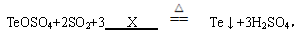 TeOSO₄+2SO₂+3 X △ == Te↓+3H₂SO₄,